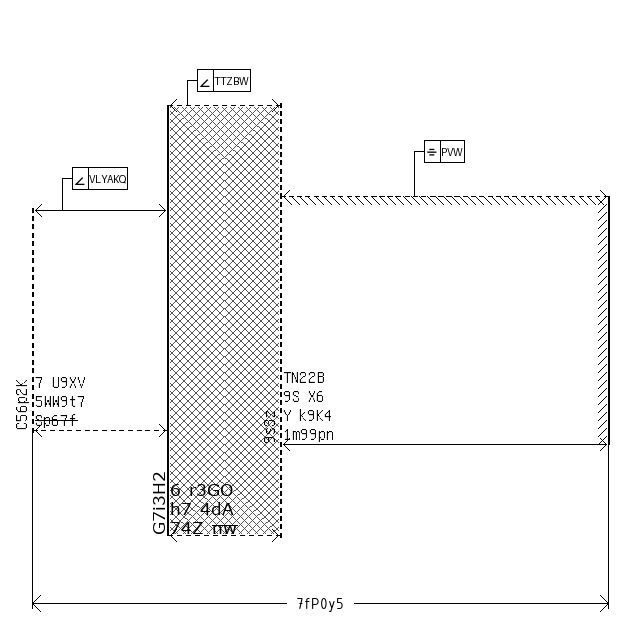 ∠ TTZBW
⌯ PVW
∠ VLYAKQ
C56p2K
7 U9XV
5WW9t7
Sp67f
TN22B
9S X6
Y k9K4
1m99pn
G7i3H2
6 r3GO
h7 4dA
74Z nw
7fP0y5